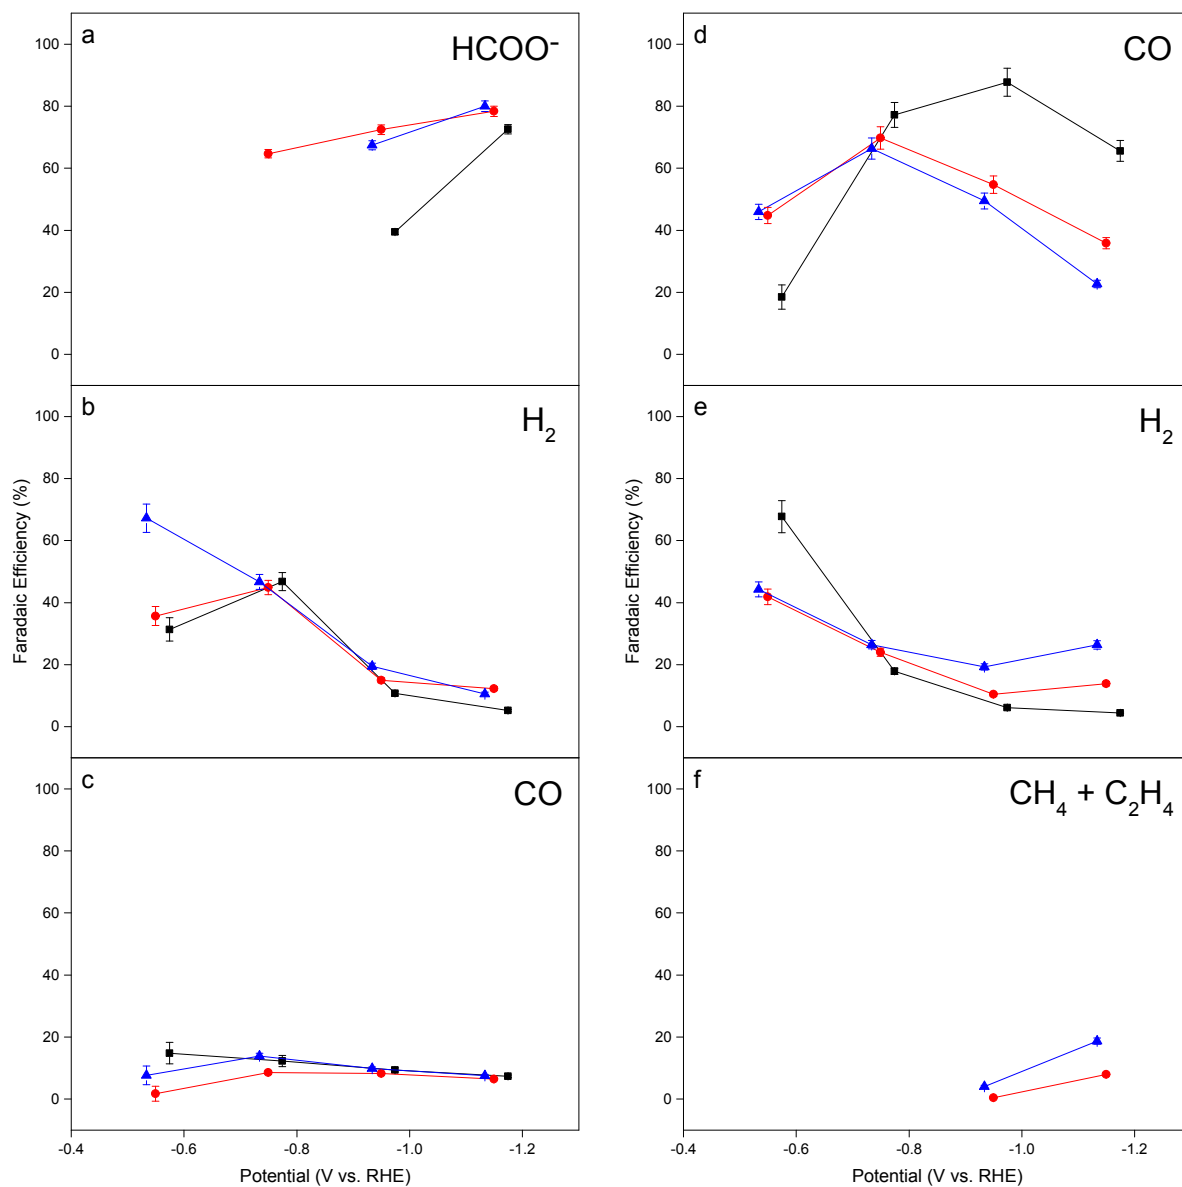 a
HCOO⁻
100
80
60
40
20
0
b
H₂
100
80
60
40
20
0
Faradaic Efficiency (%)
c
CO
100
80
60
40
20
0
-0.4 -0.6 -0.8 -1.0 -1.2
Potential (V vs. RHE)
d
CO
100
80
60
40
20
0
e
H₂
100
80
60
40
20
0
Faradaic Efficiency (%)
f
CH₄ + C₂H₄
100
80
60
40
20
0
-0.4 -0.6 -0.8 -1.0 -1.2
Potential (V vs. RHE)